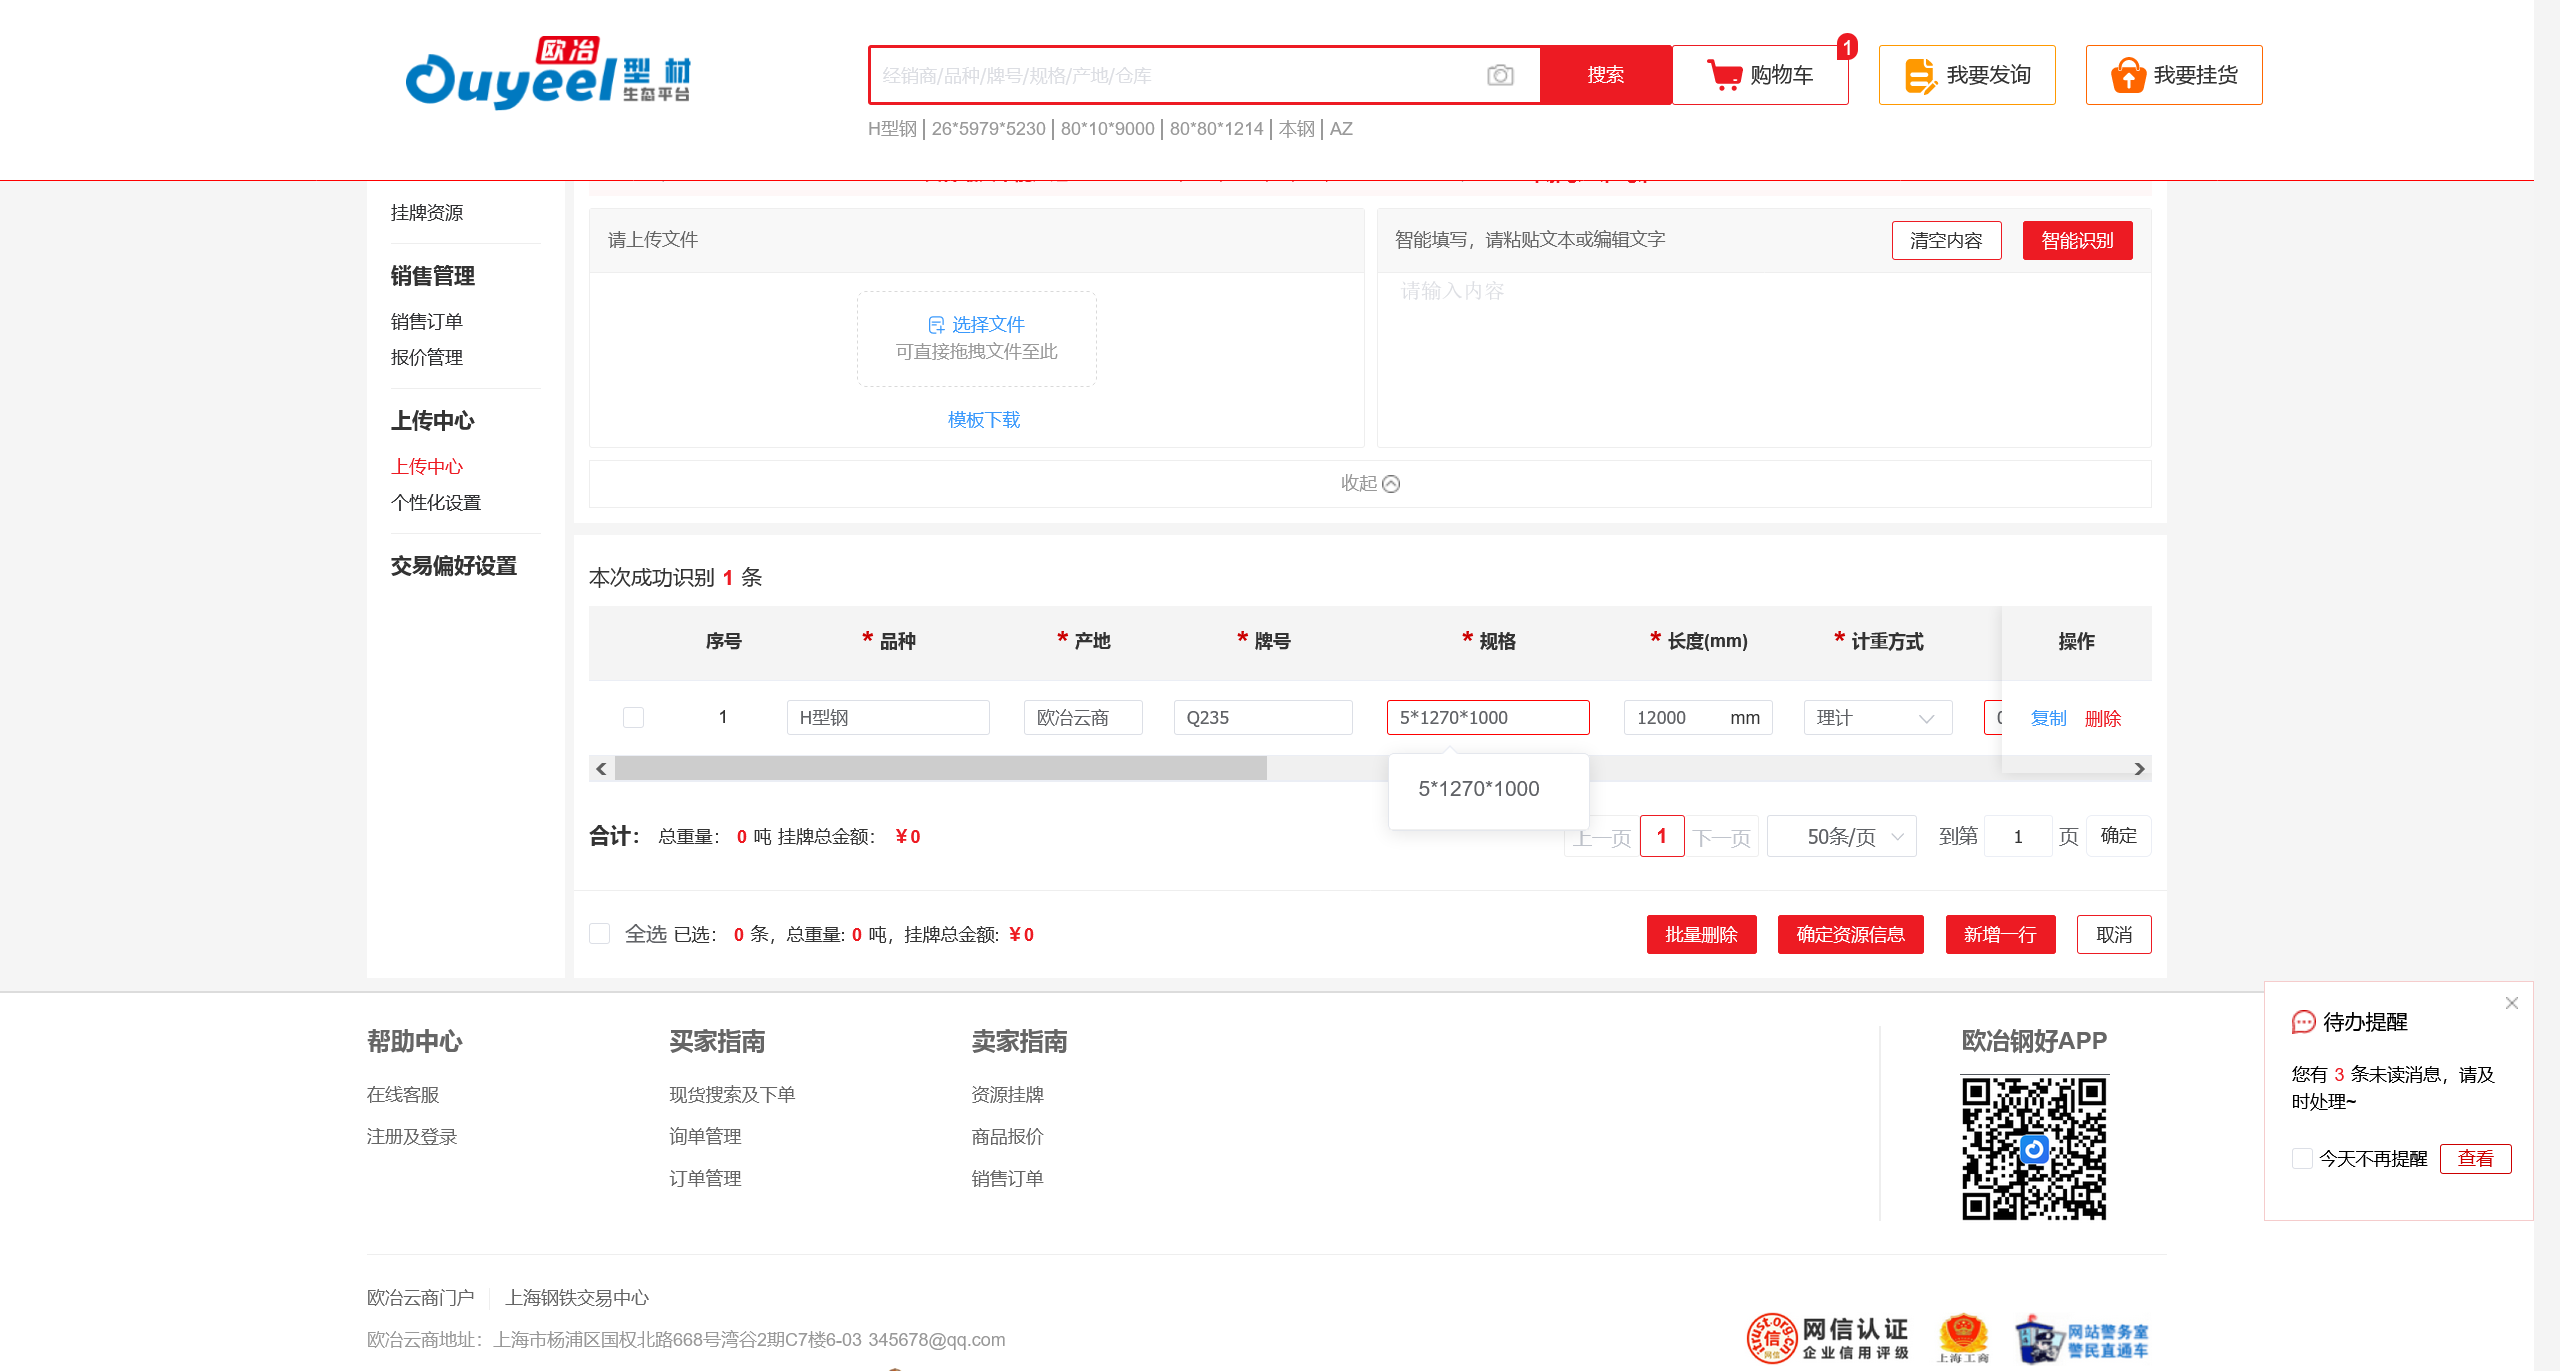 欧冶
Ouyeel 型材
生态平台
经销商/品种/牌号/规格/产地/仓库
搜索
购物车
1
我要发询
我要挂货
H型钢 | 26*5979*5230 | 80*10*9000 | 80*80*1214 | 本钢 | AZ
挂牌资源
销售管理
销售订单
报价管理
上传中心
上传中心
个性化设置
交易偏好设置
请上传文件
选择文件
可直接拖拽文件至此
模板下载
智能填写，请粘贴文本或编辑文字
清空内容
智能识别
请输入内容
收起
本次成功识别 1 条
序号 * 品种 * 产地 * 牌号 * 规格 * 长度(mm) * 计重方式 操作
1 H型钢 欧冶云商 Q235 5*1270*1000 12000 mm 理计 复制 删除
5*1270*1000
合计： 总重量： 0 吨 挂牌总金额： ￥0
上一页 1 下一页 50条/页 到第 1 页 确定
全选 已选： 0 条，总重量: 0 吨，挂牌总金额: ￥0
批量删除 确定资源信息 新增一行 取消
待办提醒
您有 3 条未读消息，请及
时处理~
今天不再提醒 查看
帮助中心
在线客服
注册及登录
买家指南
现货搜索及下单
询单管理
订单管理
卖家指南
资源挂牌
商品报价
销售订单
欧冶钢好APP
欧冶云商门户 上海钢铁交易中心
欧冶云商地址：上海市杨浦区国权北路668号湾谷2期C7楼6-03 345678@qq.com
网信认证
企业信用评级
上海工商
网站警务室
警民直通车